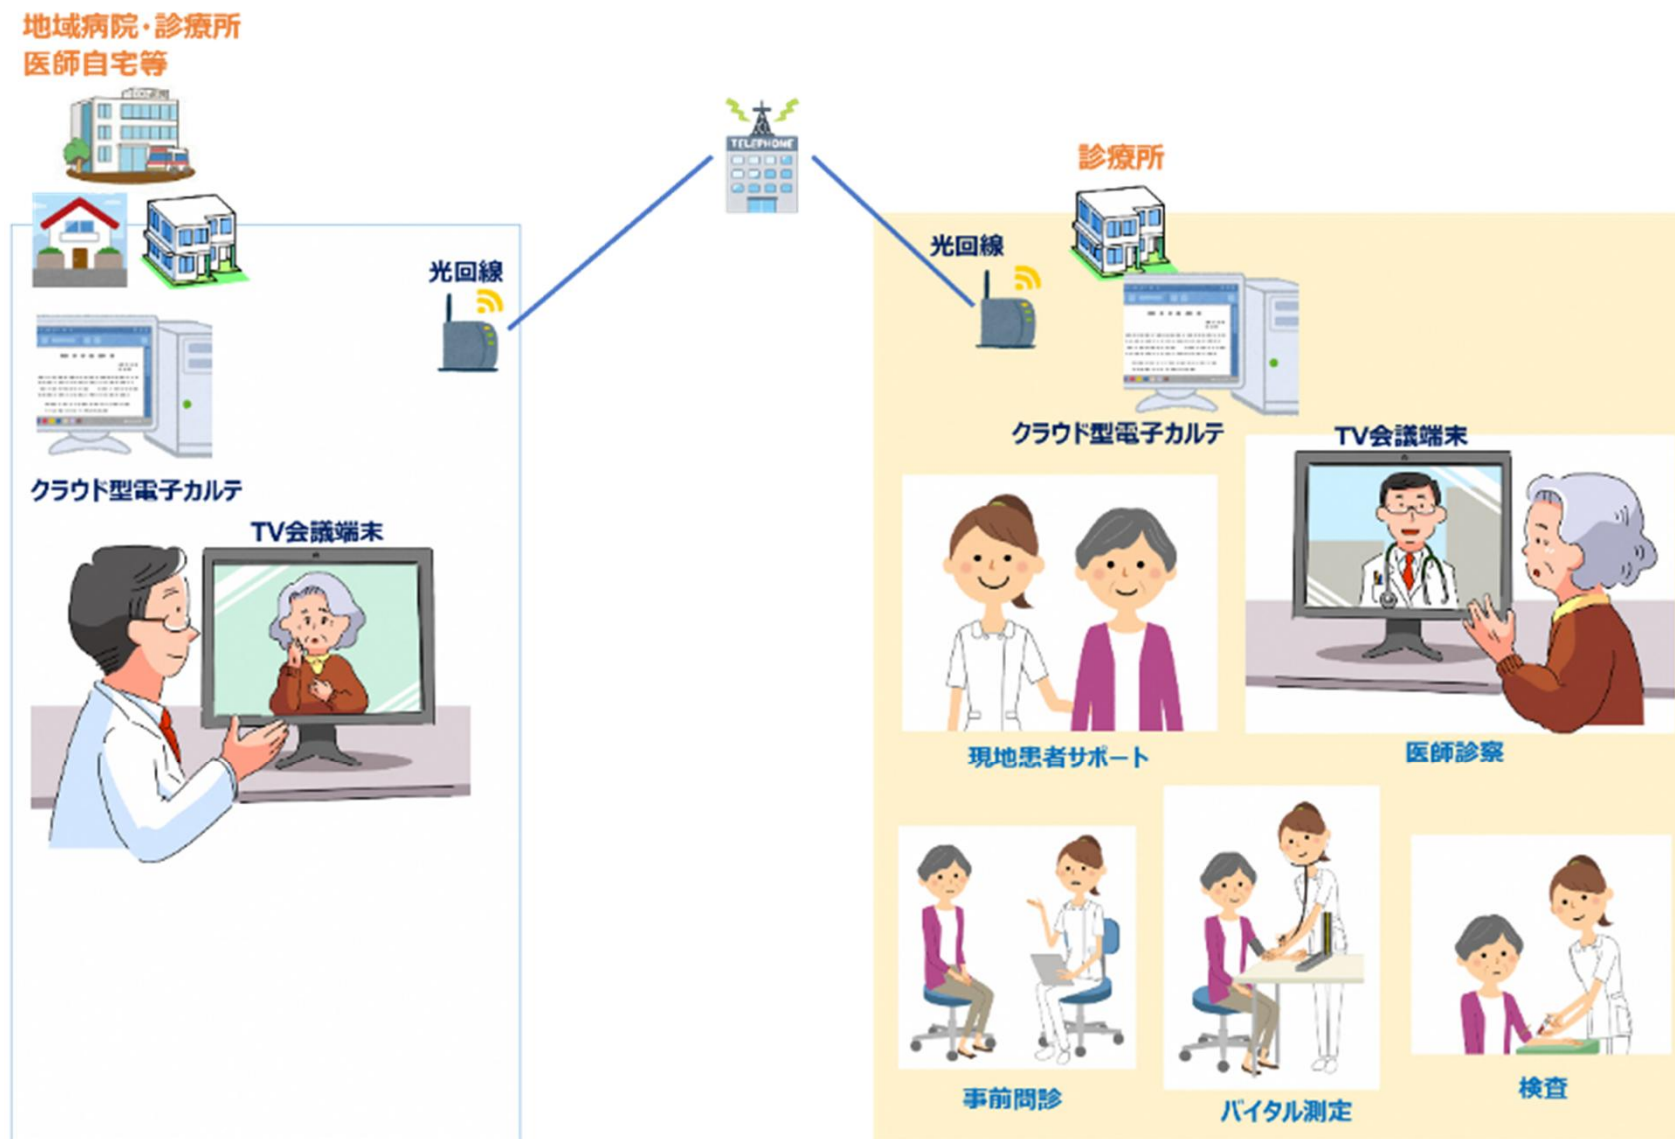 地域病院・診療所
医師自宅等
TELEPHONE
診療所
光回線
光回線
クラウド型電子カルテ
TV会議端末
クラウド型電子カルテ
TV会議端末
現地患者サポート
医師診察
事前問診
バイタル測定
検査